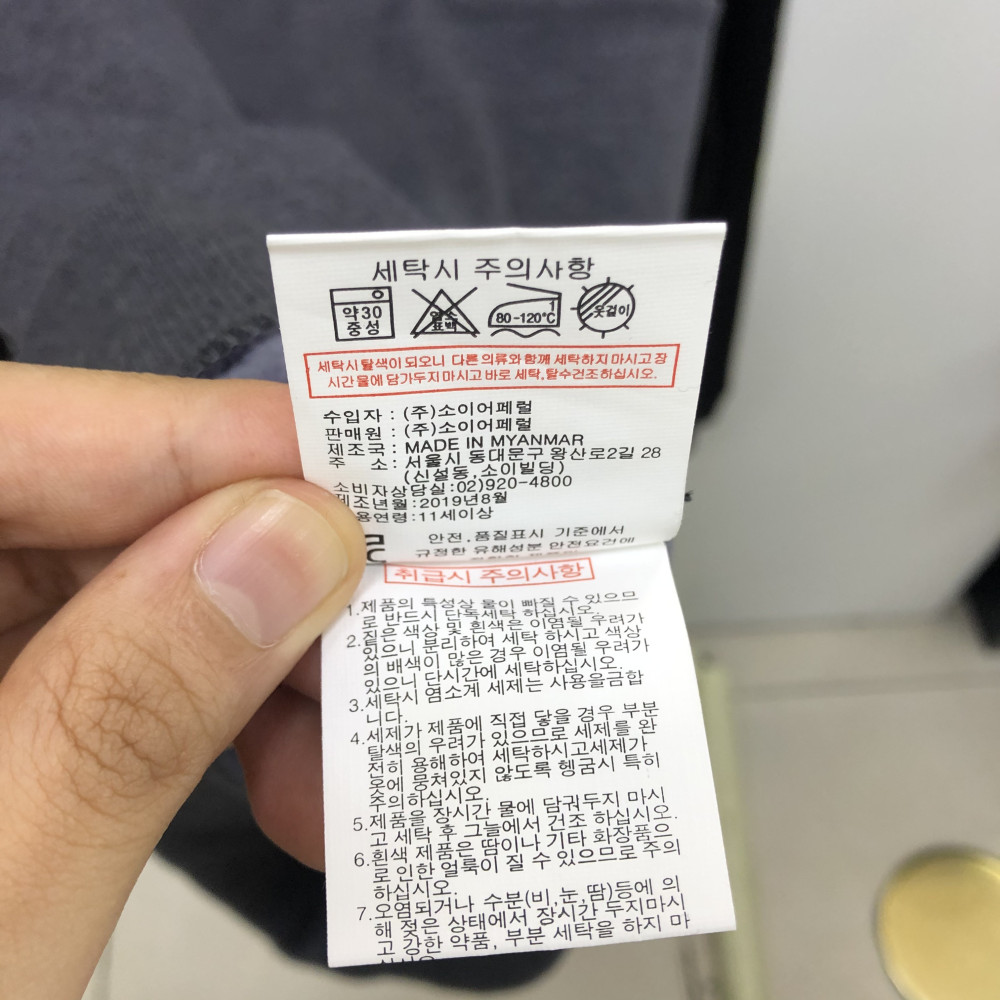 세탁시 주의사항
약30
중성
염소
표백
80-120℃
1
옷걸이
세탁시 탈색이 되오니 다른 의류와 함께 세탁하지 마시고 장
시간 물에 담가두지 마시고 바로 세탁,탈수건조 하십시오.
수입자 : (주)소이어페럴
판매원 : (주)소이어페럴
제조국 : MADE IN MYANMAR
주 소 : 서울시 동대문구 왕산로2길 28
(신설동,소이빌딩)
소비자상담실:02)920-4800
제조년월:2019년8월
용연령:11세이상
안전,품질표시 기준에서
규정한 유해성분 안전요건에
취급시 주의사항
1.제품의 특성상 물이 빠질 수 있으므
로 반드시 단독세탁 하십시오.
2.짙은 색상 및 흰색은 이염될 우려가
있으니 분리하여 세탁 하시고 색상
의 배색이 많은 경우 이염될 우려가
있으니 단시간에 세탁하십시오.
3.세탁시 염소계 세제는 사용을금합
니다.
4.세제가 제품에 직접 닿을 경우 부분
탈색의 우려가 있으므로 세제를 완
전히 용해하여 세탁하시고세제가
옷에 뭉쳐있지 않도록 헹굼시 특히
주의하십시오.
5.제품을 장시간 물에 담궈두지 마시
고 세탁 후 그늘에서 건조 하십시오.
6.흰색 제품은 땀이나 기타 화장품으
로 인한 얼룩이 질 수 있으므로 주의
하십시오.
7.오염되거나 수분(비,눈,땀)등에 의
해 젖은 상태에서 장시간 두지마시
고 강한 약품, 부분 세탁을 하지 마